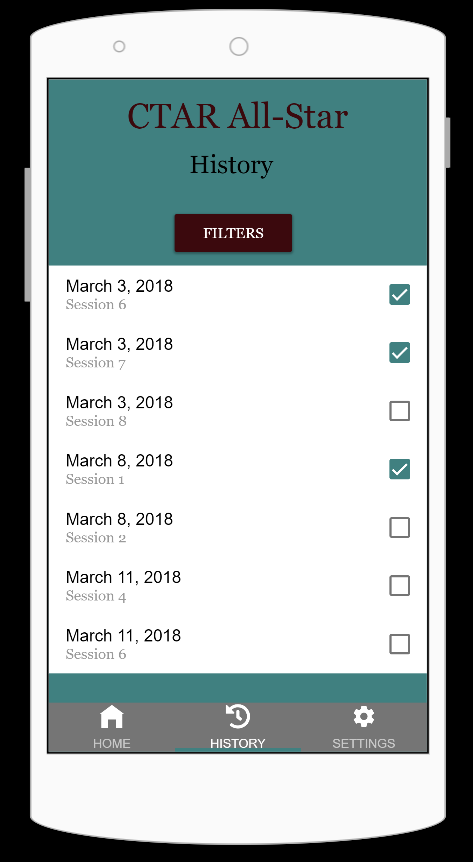 CTAR All-Star
History
FILTERS
March 3, 2018
Session 6
March 3, 2018
Session 7
March 3, 2018
Session 8
March 8, 2018
Session 1
March 8, 2018
Session 2
March 11, 2018
Session 4
March 11, 2018
Session 6
HOME HISTORY SETTINGS